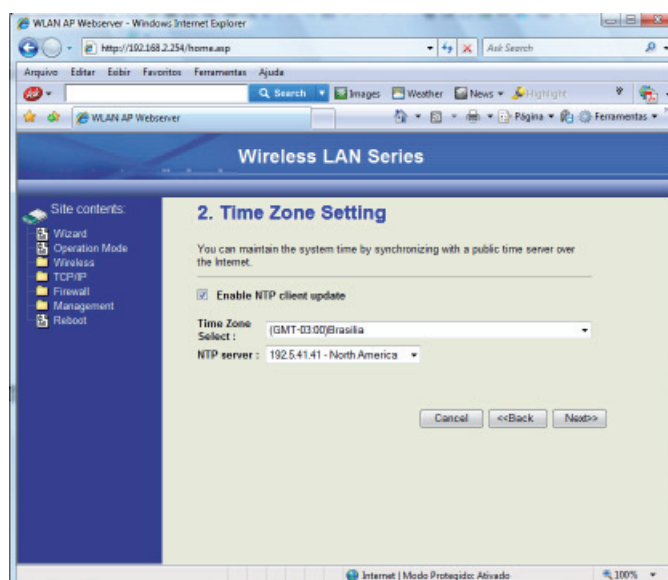 WLAN AP Webserver - Windows Internet Explorer
http://192.168.2.254/home.asp
Ask Search
Arquivo Editar Exibir Favoritos Ferramentas Ajuda
Search Images Weather News Highlight
WLAN AP Webserver
Página Ferramentas
Wireless LAN Series
Site contents:
Wizard
Operation Mode
Wireless
TCP/IP
Firewall
Management
Reboot
2. Time Zone Setting
You can maintain the system time by synchronizing with a public time server over
the Internet.
Enable NTP client update
Time Zone
Select :
(GMT-03:00)Brasilia
NTP server :
192.5.41.41 - North America
Cancel <<Back Next>>
Internet | Modo Protegido: Ativado
100%